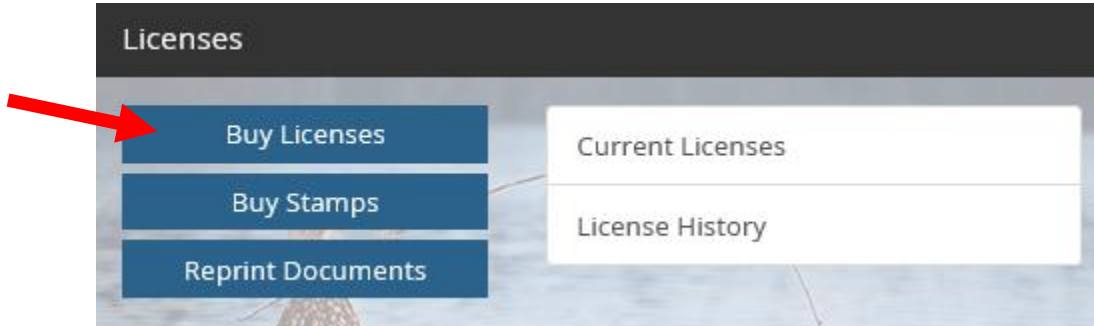 Licenses
Buy Licenses
Buy Stamps
Reprint Documents
Current Licenses
License History